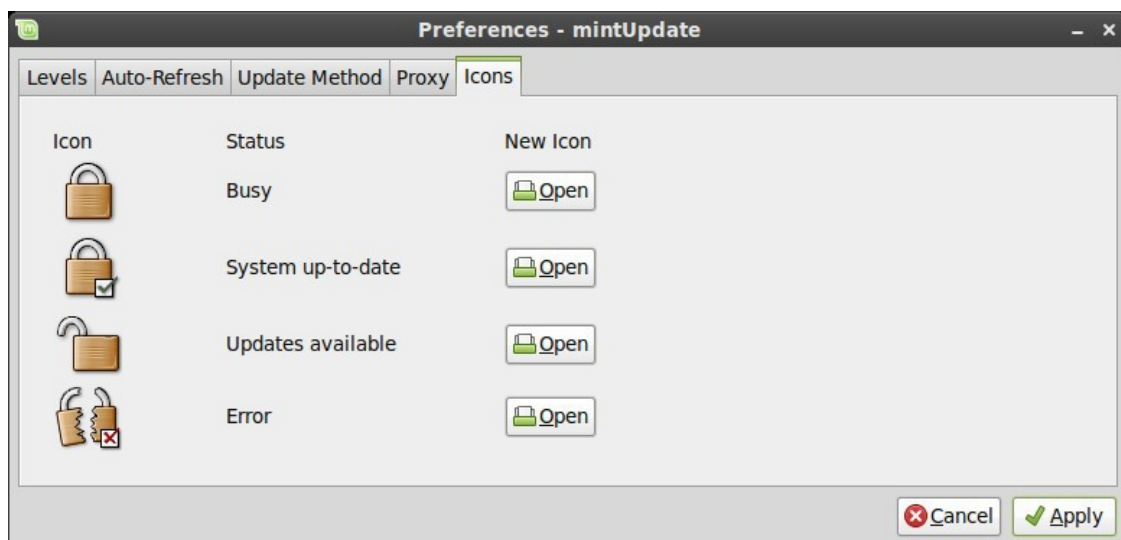 Preferences - mintUpdate
Levels Auto-Refresh Update Method Proxy Icons
Icon Status New Icon
Busy Open
System up-to-date Open
Updates available Open
Error Open
Cancel Apply